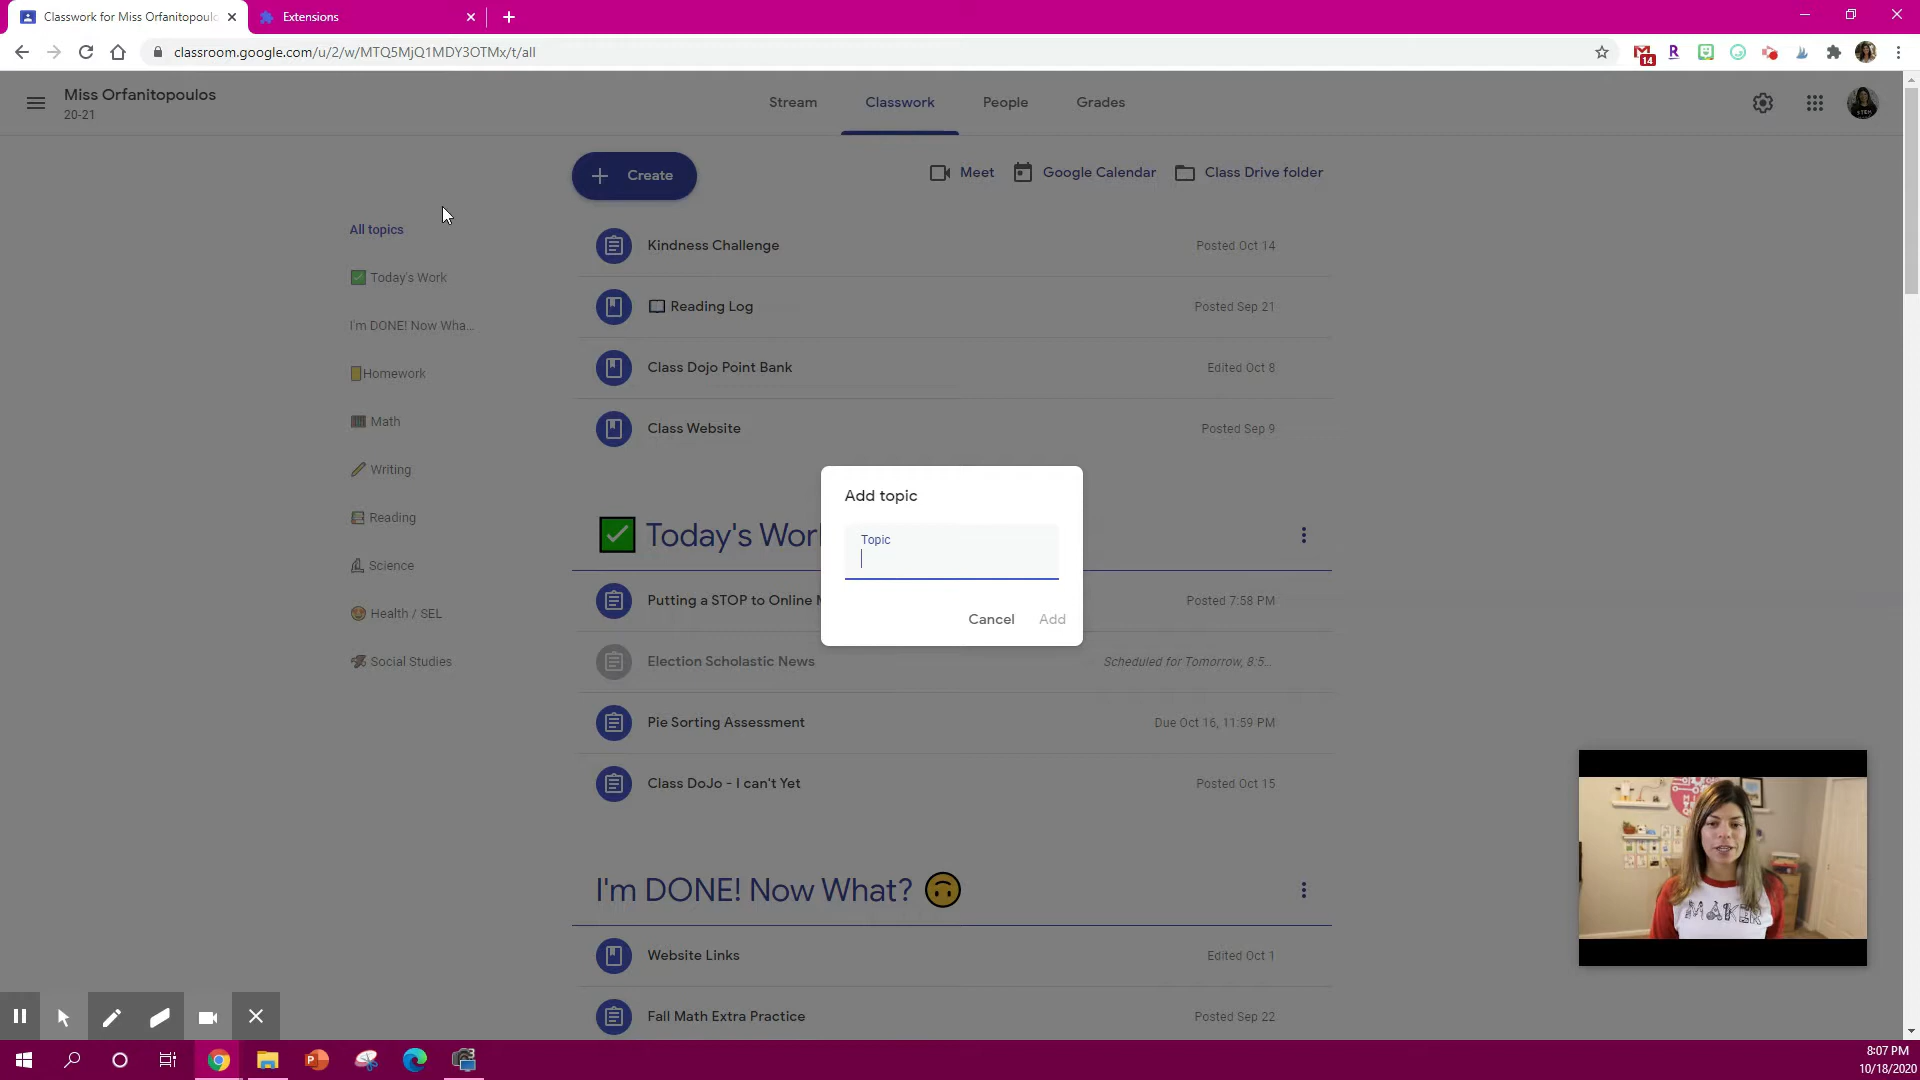 Classwork for Miss Orfanitopoulo
Extensions
classroom.google.com/u/2/w/MTQ5MjQ1MDY3OTMx/t/all
14
Miss Orfanitopoulos
20-21
Stream
Classwork
People
Grades
Create
Meet
Google Calendar
Class Drive folder
All topics
✅ Today's Work
I'm DONE! Now Wha...
📒Homework
Math
Writing
Reading
Science
Health / SEL
Social Studies
Kindness Challenge
Posted Oct 14
Reading Log
Posted Sep 21
Class Dojo Point Bank
Edited Oct 8
Class Website
Posted Sep 9
✅ Today's Wor
Putting a STOP to Online
Posted 7:58 PM
Election Scholastic News
Scheduled for Tomorrow, 8:5...
Pie Sorting Assessment
Due Oct 16, 11:59 PM
Class DoJo - I can't Yet
Posted Oct 15
Add topic
Topic
Cancel
Add
I'm DONE! Now What? 🙃
Website Links
Edited Oct 1
Fall Math Extra Practice
Posted Sep 22
MAKER
8:07 PM
10/18/2020